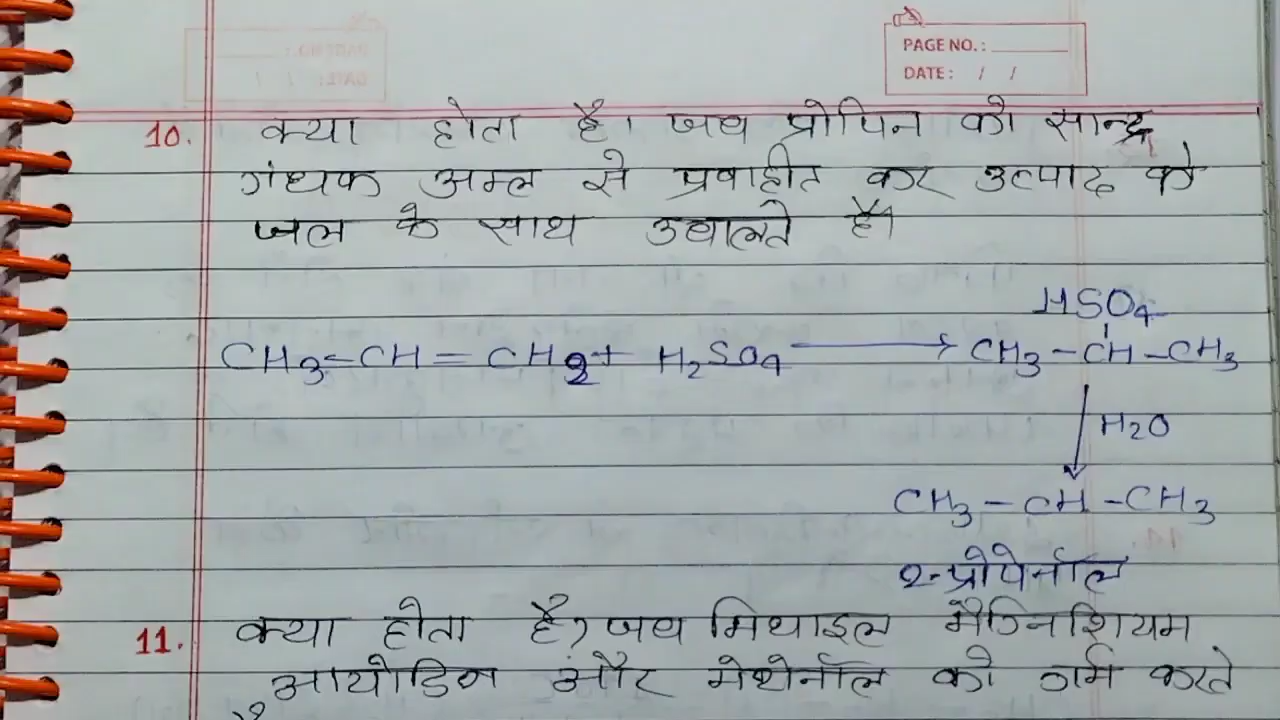 PAGE NO. :
DATE : / /
10. क्या होता है। जब प्रोपिन को सान्द्र
गंधक अम्ल से प्रवाहीत कर उत्पाद को
जल के साथ उबालते है।
HSO4
CH3-CH = CH2+ H2SO4 → CH3-CH-CH3
↓ H2O
CH3-CH-CH3
2-प्रोपेनॉल
11. क्या होता है? जब मिथाइल मैग्निशियम
आयोडिन और मेथेनॉल को गर्म करते